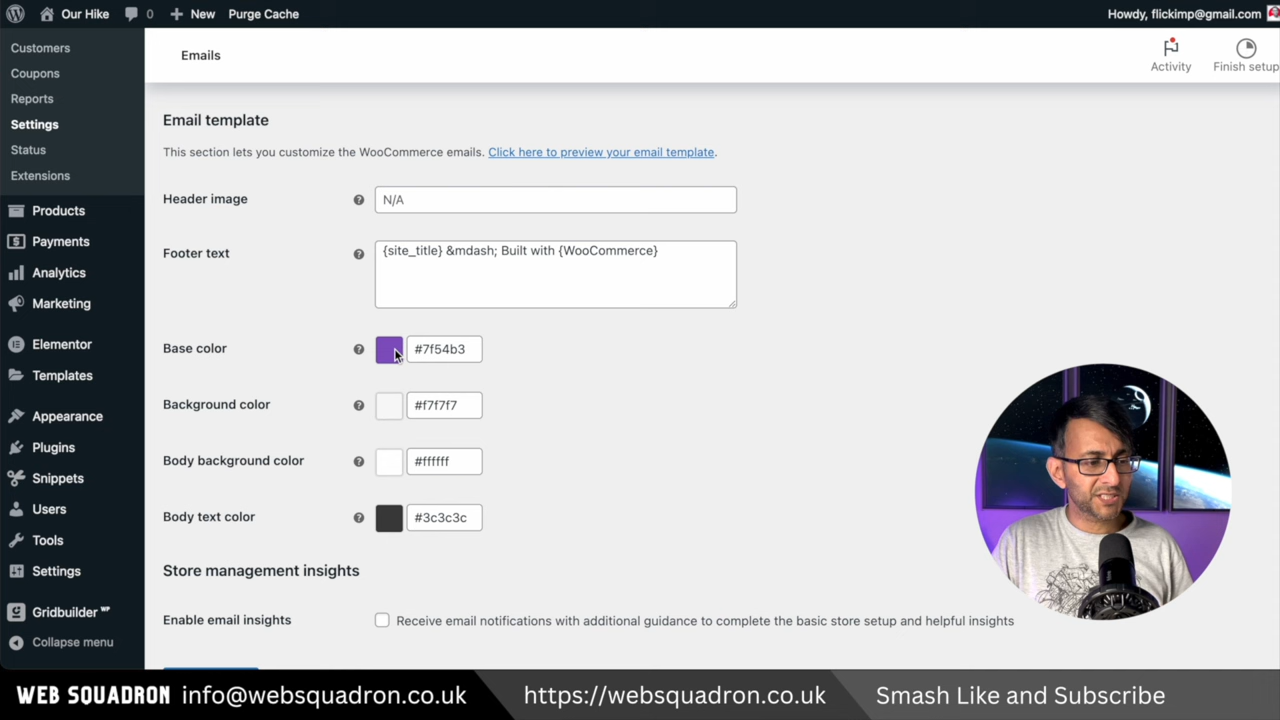 Our Hike
0
New
Purge Cache
Howdy, flickimp@gmail.com
Customers
Coupons
Reports
Settings
Status
Extensions
Products
Payments
Analytics
Marketing
Elementor
Templates
Appearance
Plugins
Snippets
Users
Tools
Settings
Gridbuilder WP
Collapse menu
Emails
Activity
Finish setup
Email template
This section lets you customize the WooCommerce emails. Click here to preview your email template.
Header image
N/A
Footer text
{site_title} &mdash; Built with {WooCommerce}
Base color
#7f54b3
Background color
#f7f7f7
Body background color
#ffffff
Body text color
#3c3c3c
Store management insights
Enable email insights
Receive email notifications with additional guidance to complete the basic store setup and helpful insights
WEB SQUADRON info@websquadron.co.uk
https://websquadron.co.uk
Smash Like and Subscribe